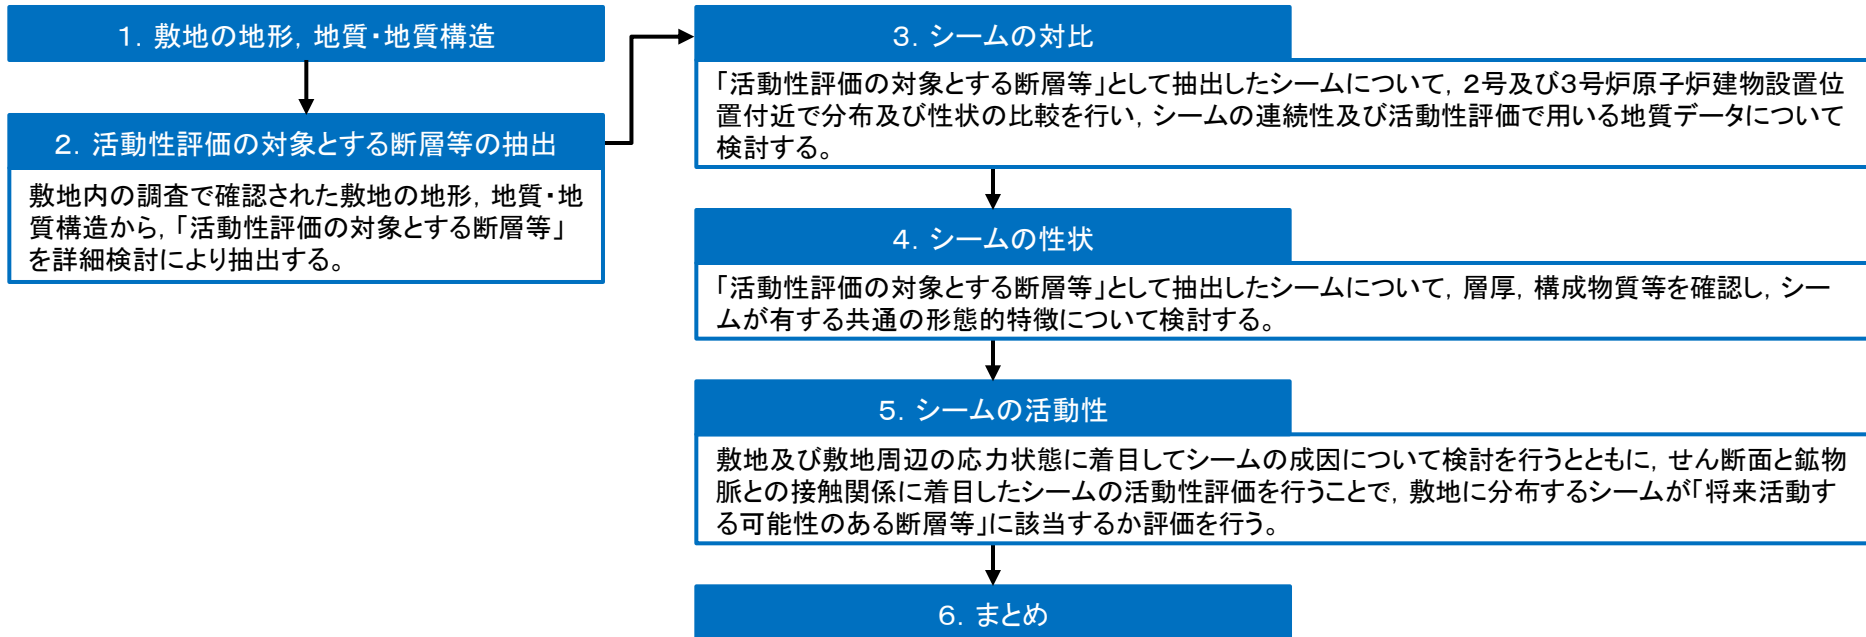 1. 敷地の地形, 地質・地質構造
2. 活動性評価の対象とする断層等の抽出
敷地内の調査で確認された敷地の地形, 地質・地
質構造から, 「活動性評価の対象とする断層等」
を詳細検討により抽出する。
3. シームの対比
「活動性評価の対象とする断層等」として抽出したシームについて, 2号及び3号炉原子炉建物設置位
置付近で分布及び性状の比較を行い, シームの連続性及び活動性評価で用いる地質データについて
検討する。
4. シームの性状
「活動性評価の対象とする断層等」として抽出したシームについて, 層厚, 構成物質等を確認し, シー
ムが有する共通の形態的特徴について検討する。
5. シームの活動性
敷地及び敷地周辺の応力状態に着目してシームの成因について検討を行うとともに, せん断面と鉱物
脈との接触関係に着目したシームの活動性評価を行うことで, 敷地に分布するシームが「将来活動す
る可能性のある断層等」に該当するか評価を行う。
6. まとめ